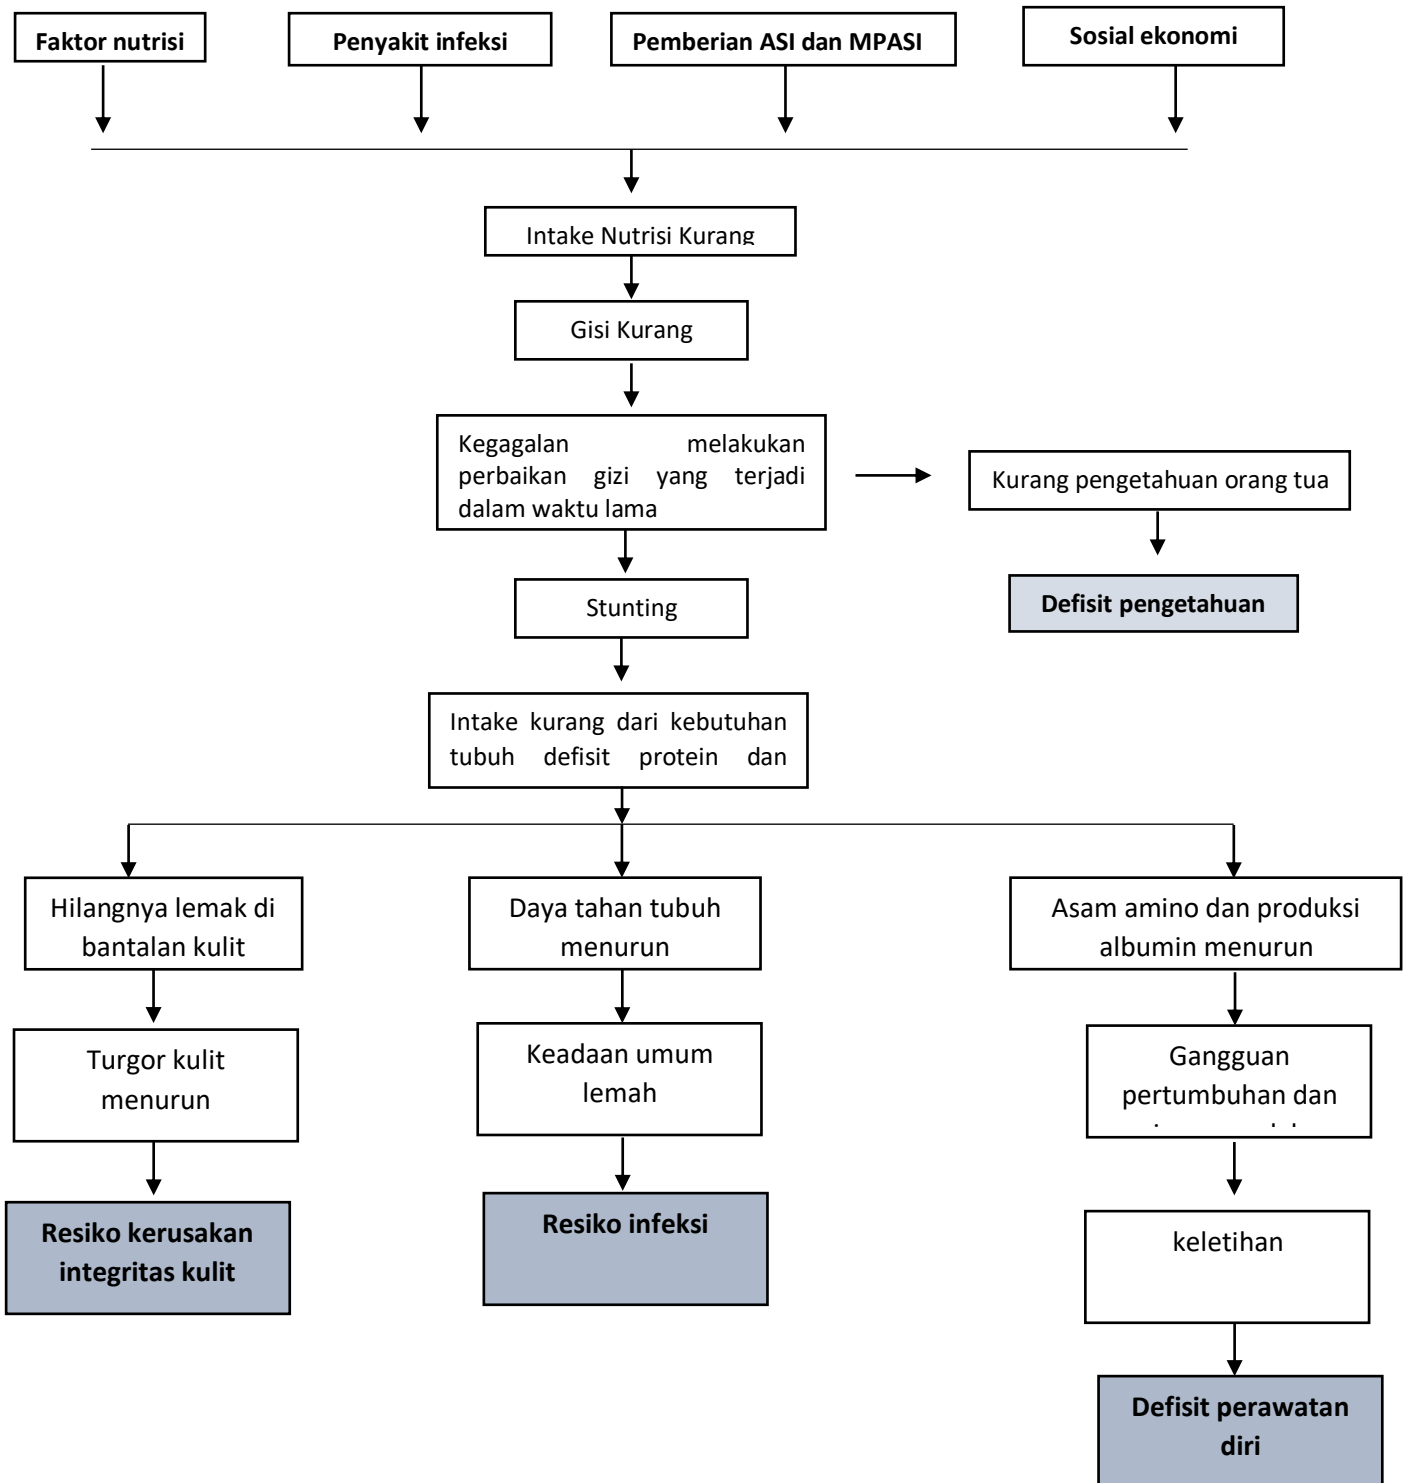 Faktor nutrisi
Penyakit infeksi
Pemberian ASI dan MPASI
Sosial ekonomi
Intake Nutrisi Kurang
Gisi Kurang
Kegagalan melakukan
perbaikan gizi yang terjadi
dalam waktu lama
Kurang pengetahuan orang tua
Defisit pengetahuan
Stunting
Intake kurang dari kebutuhan
tubuh defisit protein dan
Hilangnya lemak di
bantalan kulit
Daya tahan tubuh
menurun
Asam amino dan produksi
albumin menurun
Turgor kulit
menurun
Keadaan umum
lemah
Gangguan
pertumbuhan dan
Resiko kerusakan
integritas kulit
Resiko infeksi
keletihan
Defisit perawatan
diri